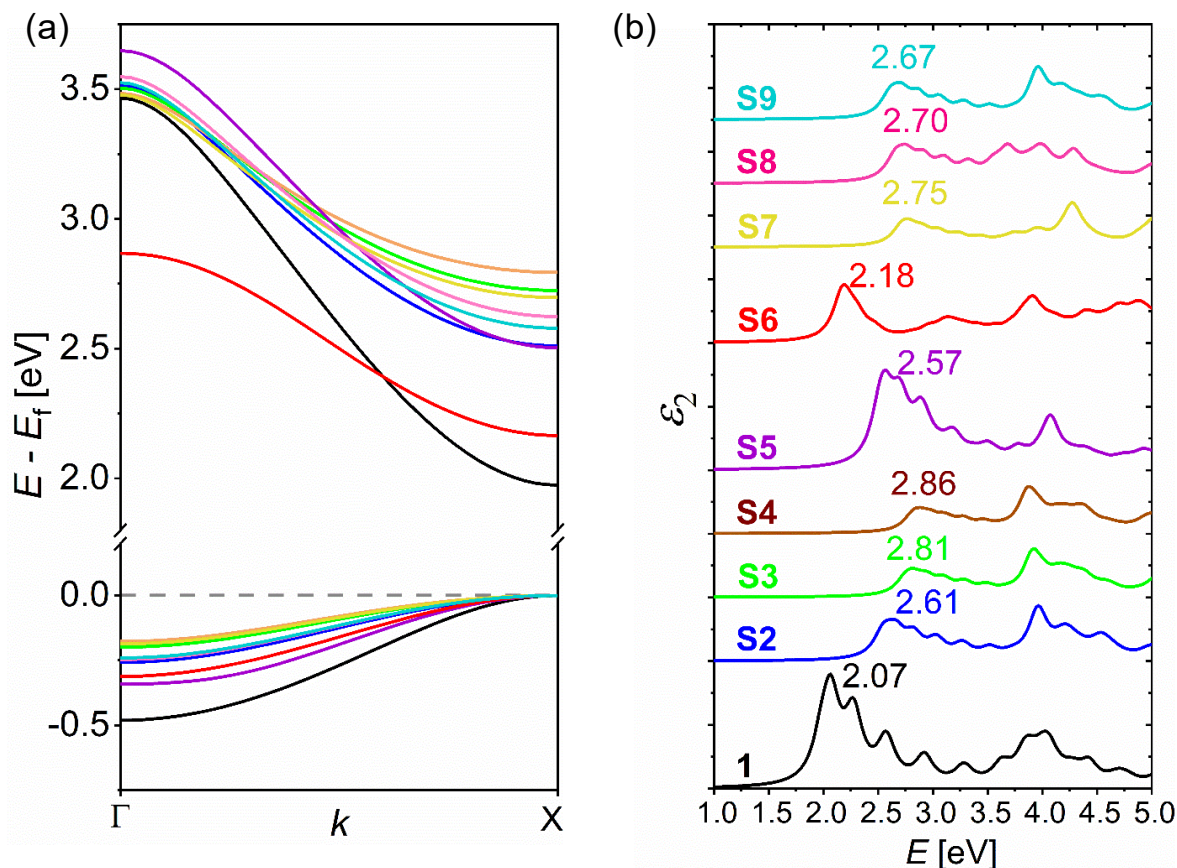 (a)
E - E_f [eV]
3.5
3.0
2.5
2.0
0.0
-0.5
Γ
k
X
(b)
ε₂
S9
2.67
S8
2.70
S7
2.75
S6
2.18
S5
2.57
S4
2.86
S3
2.81
S2
2.61
1
2.07
1.0 1.5 2.0 2.5 3.0 3.5 4.0 4.5 5.0
E [eV]